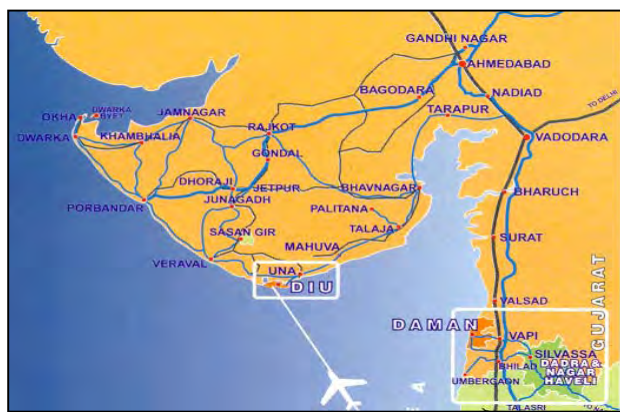 GANDHI NAGAR
AHMEDABAD
BAGODARA
NADIAD
TARAPUR
TO DELHI
VADODARA
DWARKA
BYET
OKHA
JAMNAGAR
DWARKA
KHAMBHALIA
RAJKOT
GONDAL
DHORAJI
JETPUR
BHAVNAGAR
JUNAGADH
PORBANDAR
PALITANA
BHARUCH
SASAN GIR
TALAJA
MAHUVA
SURAT
VERAVAL
UNA
DIU
GUJARAT
VALSAD
DAMAN
VAPI
SILVASSA
BHILAD
DADRA &
NAGAR
HAVELI
UMBERGAON
A
TALASRI